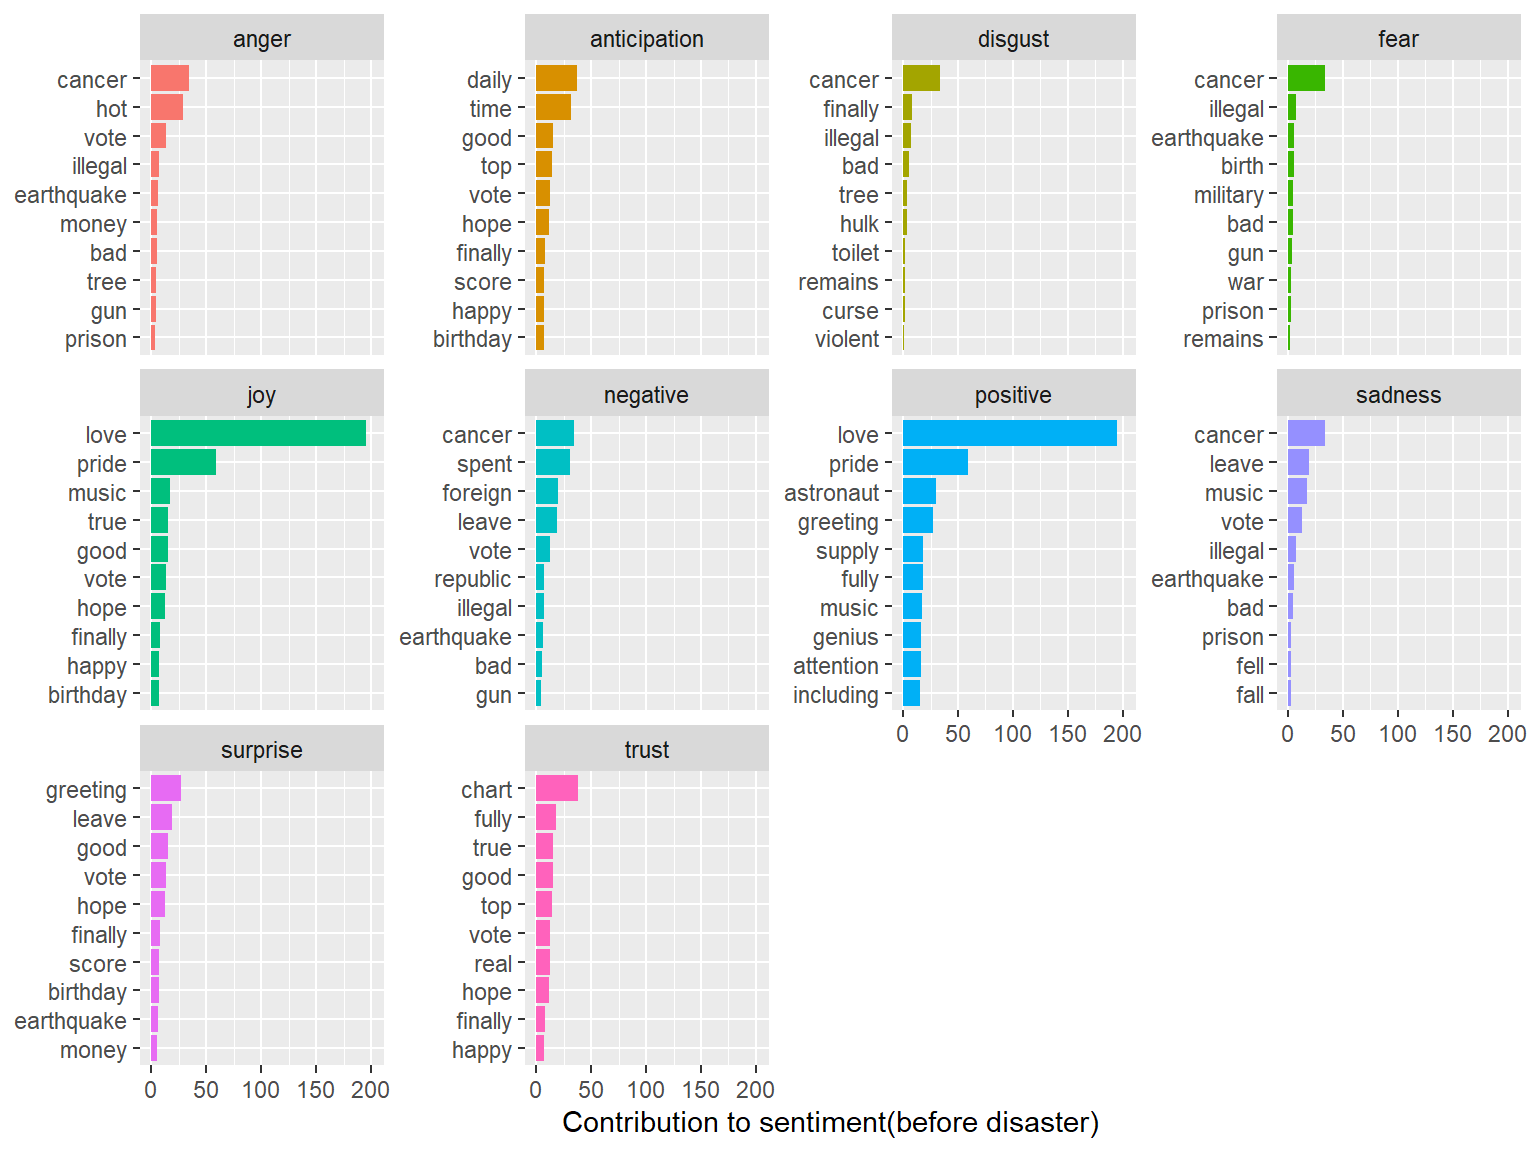 anger
cancer
hot
vote
illegal
earthquake
money
bad
tree
gun
prison
anticipation
daily
time
good
top
vote
hope
finally
score
happy
birthday
disgust
cancer
finally
illegal
bad
tree
hulk
toilet
remains
curse
violent
fear
cancer
illegal
earthquake
birth
military
bad
gun
war
prison
remains
joy
love
pride
music
true
good
vote
hope
finally
happy
birthday
negative
cancer
spent
foreign
leave
vote
republic
illegal
earthquake
bad
gun
positive
love
pride
astronaut
greeting
supply
fully
music
genius
attention
including
0 50 100 150 200
sadness
cancer
leave
music
vote
illegal
earthquake
bad
prison
fell
fall
0 50 100 150 200
surprise
greeting
leave
good
vote
hope
finally
score
birthday
earthquake
money
0 50 100 150 200
trust
chart
fully
true
good
top
vote
real
hope
finally
happy
0 50 100 150 200
Contribution to sentiment(before disaster)